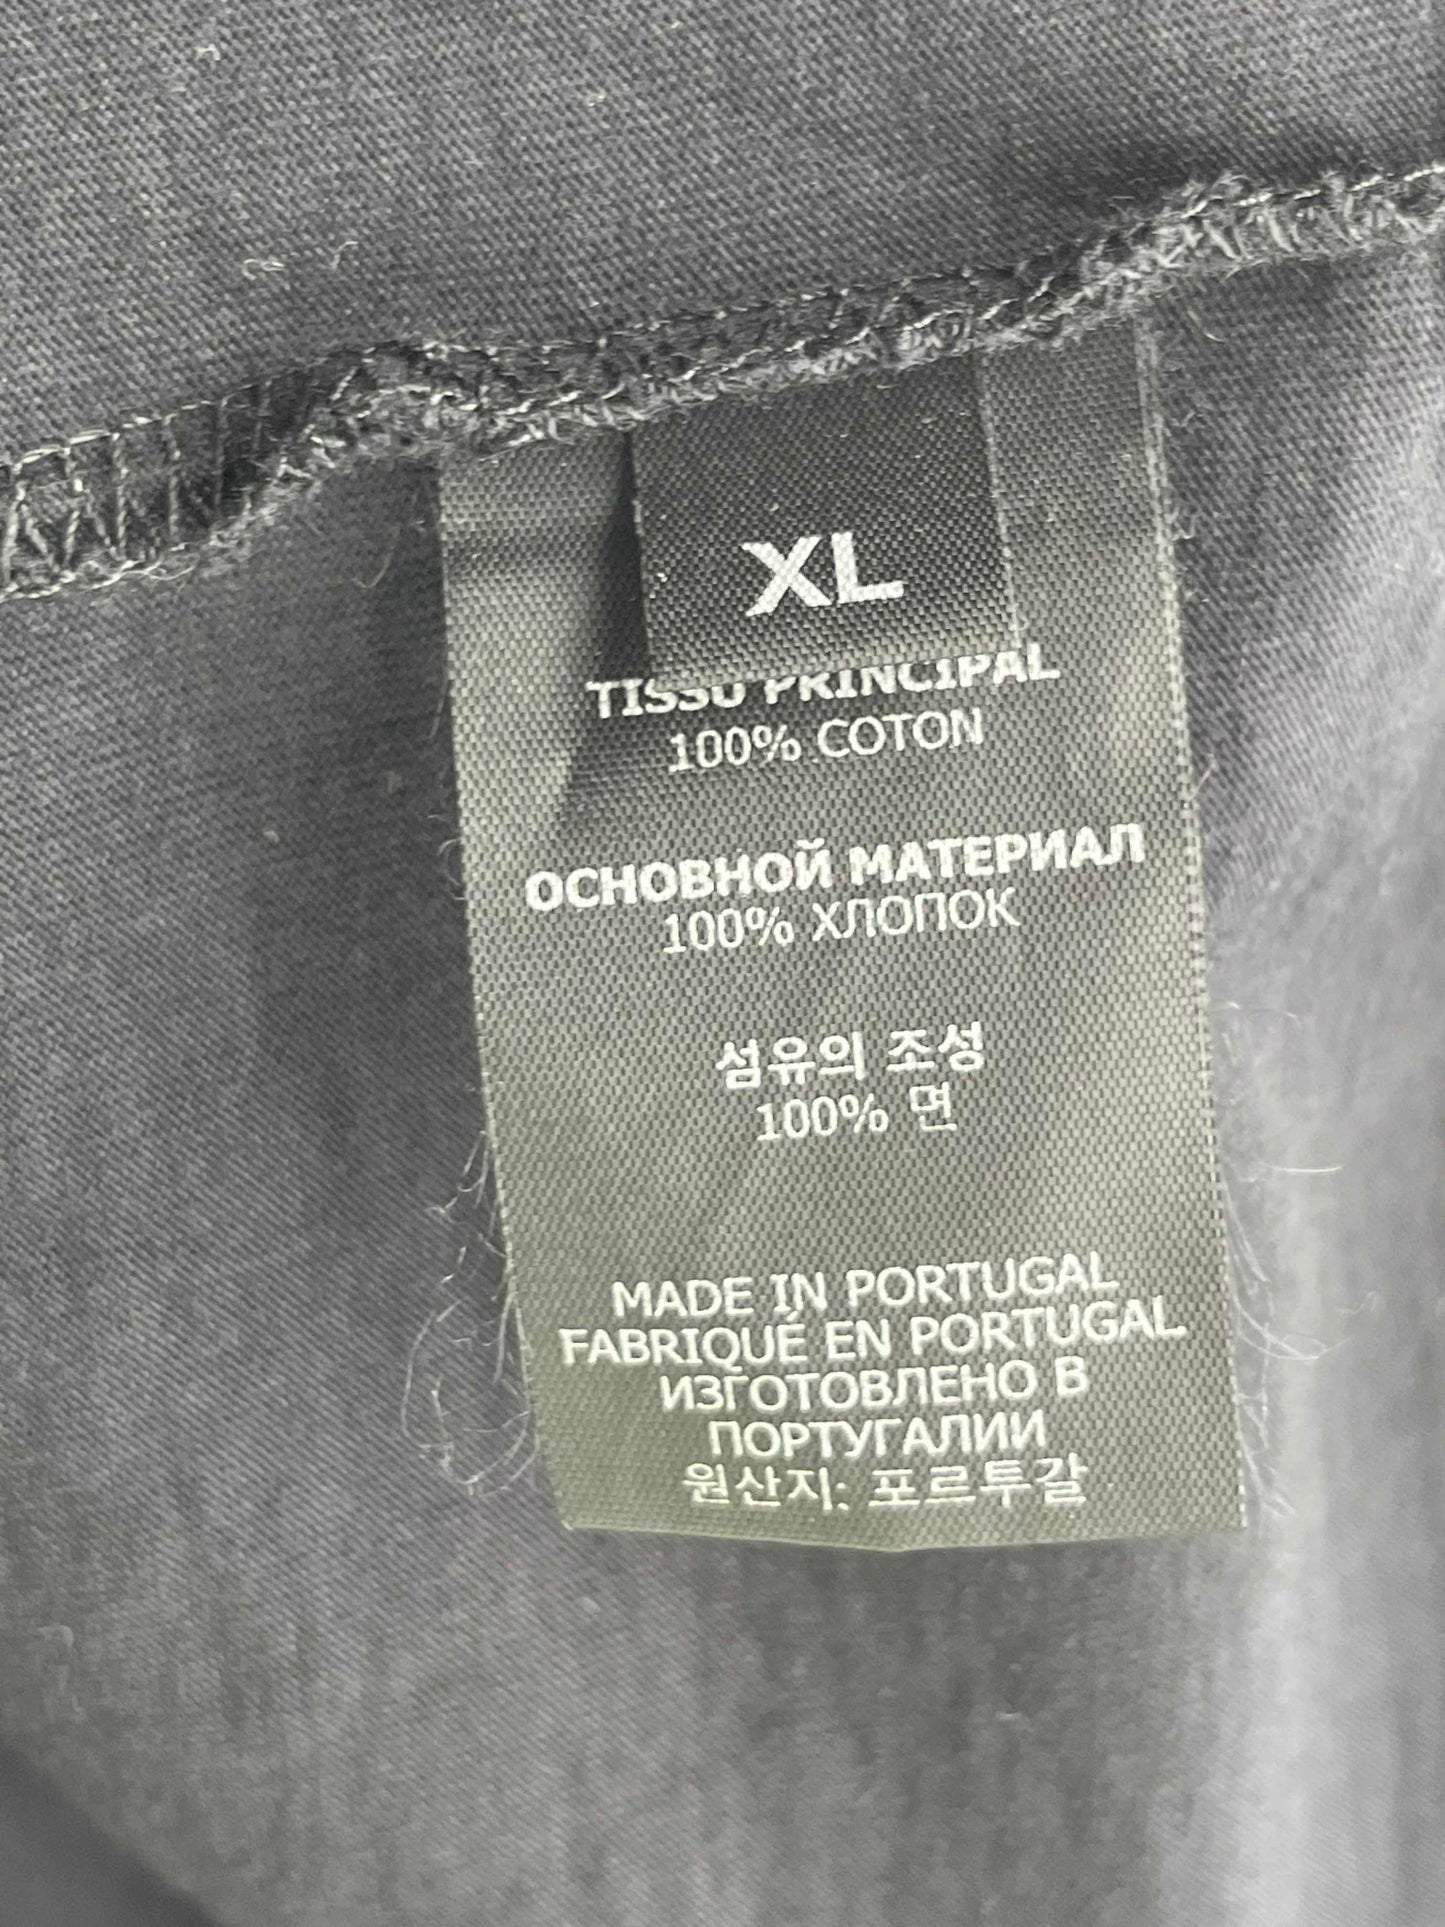 XL
TISSU PRINCIPAL
100% COTON
ОСНОВНОЙ МАТЕРИАЛ
100% ХЛОПОК
섬유의 조성
100% 면
MADE IN PORTUGAL
FABRIQUÉ EN PORTUGAL
ИЗГОТОВЛЕНО В
ПОРТУГАЛИИ
원산지: 포르투갈